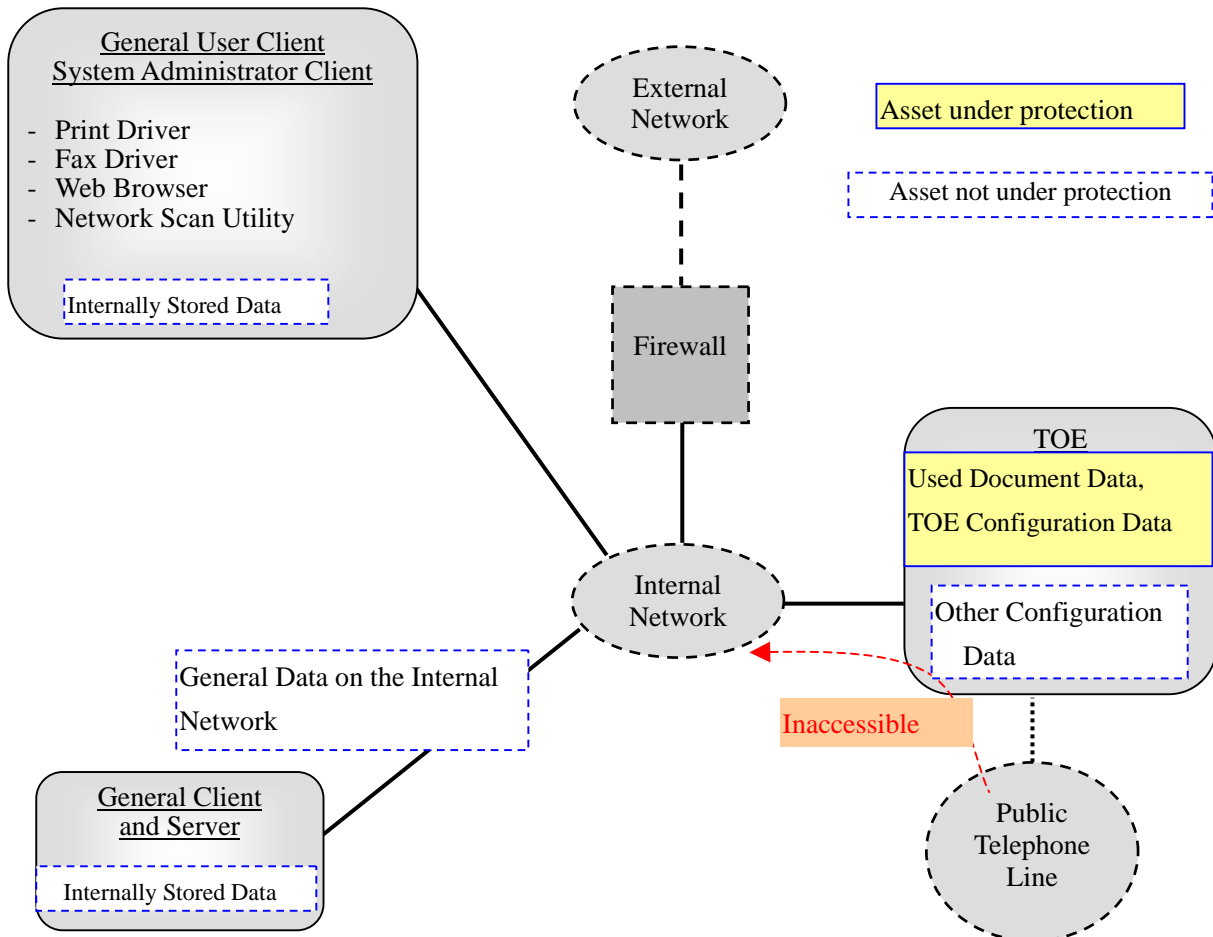 General User Client
System Administrator Client
- Print Driver
- Fax Driver
- Web Browser
- Network Scan Utility
Internally Stored Data
External
Network
Asset under protection
Asset not under protection
Firewall
TOE
Used Document Data,
TOE Configuration Data
Other Configuration
Data
Internal
Network
General Data on the Internal
Network
Inaccessible
General Client
and Server
Internally Stored Data
Public
Telephone
Line